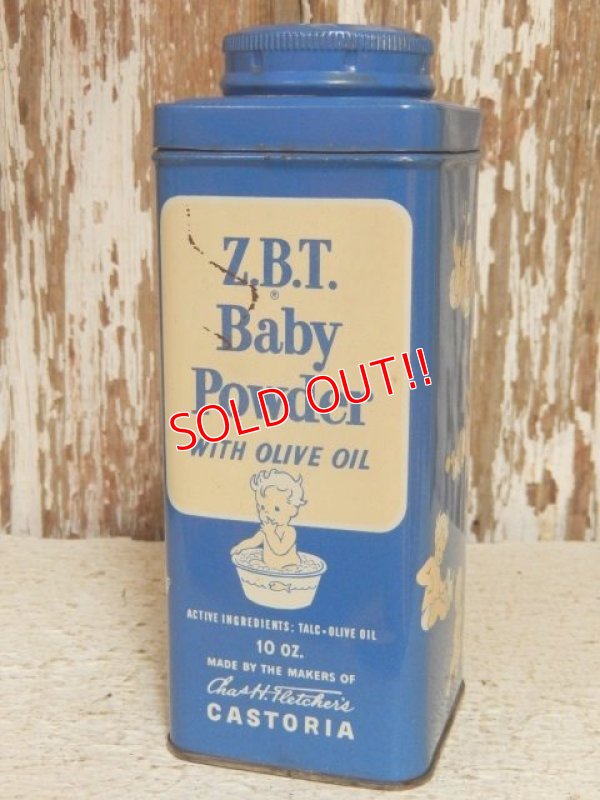 Z.B.T.
®
Baby
Powder
WITH OLIVE OIL
SOLD OUT!!
ACTIVE INGREDIENTS: TALC-OLIVE OIL
10 OZ.
MADE BY THE MAKERS OF
Chas H. Fletcher's
CASTORIA